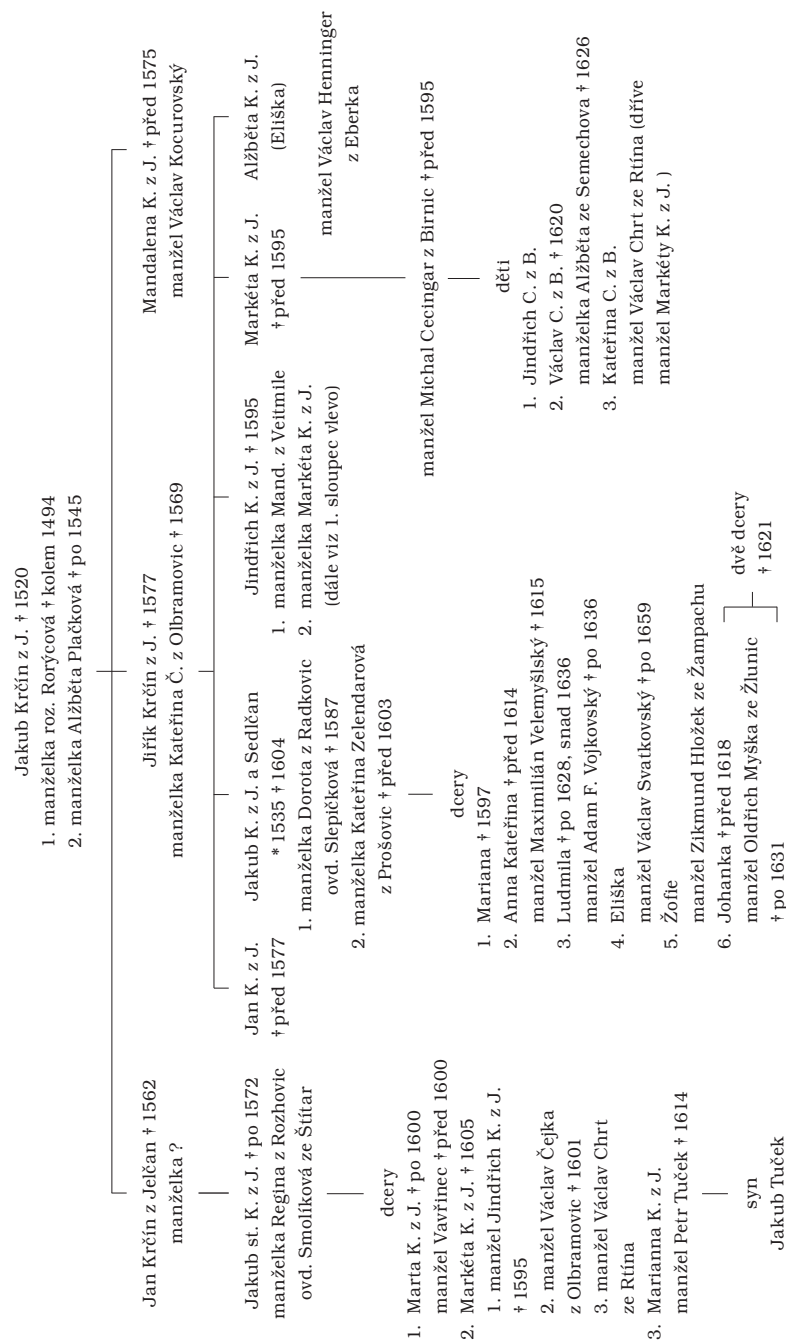 Jakub Krčín z J. † 1520
1. manželka roz. Rorýcová † kolem 1494
2. manželka Alžběta Plačková † po 1545
Jan Krčín z Jelčan † 1562
manželka ?
Jiřík Krčín z J. † 1577
manželka Kateřina Č. z Olbramovic † 1569
Mandalena K. z J. † před 1575
manžel Václav Kocurovský
Jakub st. K. z J. † po 1572
manželka Regina z Rozhovic
ovd. Smolíková ze Štítar
dcery
1. Marta K. z J. † po 1600
manžel Vavřinec † před 1600
2. Markéta K. z J. † 1605
1. manžel Jindřich K. z J.
† 1595
2. manžel Václav Čejka
z Olbramovic † 1601
3. manžel Václav Chrt
ze Rtína
3. Marianna K. z J.
manžel Petr Tuček † 1614
syn
Jakub Tuček
Jan K. z J.
† před 1577
Jakub K. z J. a Sedlčan
* 1535 † 1604
1. manželka Dorota z Radkovic
ovd. Slepičková † 1587
2. manželka Kateřina Zelendarová
z Prošovic † před 1603
dcery
1. Mariana † 1597
2. Anna Kateřina † před 1614
manžel Maximilián Velemyšlský † 1615
3. Ludmila † po 1628, snad 1636
manžel Adam F. Vojkovský † po 1636
4. Eliška
manžel Václav Svatkovský † po 1659
5. Žofie
manžel Zikmund Hložek ze Žampachu
6. Johanka † před 1618
manžel Oldřich Myška ze Žlunic
† po 1631
dvě dcery
† 1621
Jindřich K. z J. † 1595
1. manželka Mand. z Veitmile
2. manželka Markéta K. z J.
(dále viz 1. sloupec vlevo)
Markéta K. z J.
† před 1595
manžel Michal Cecingar z Birnic † před 1595
děti
1. Jindřich C. z B.
2. Václav C. z B. † 1620
manželka Alžběta ze Semechova † 1626
3. Kateřina C. z B.
manžel Václav Chrt ze Rtína (dříve
manžel Markéty K. z J. )
Alžběta K. z J.
(Eliška)
manžel Václav Henninger
z Eberka